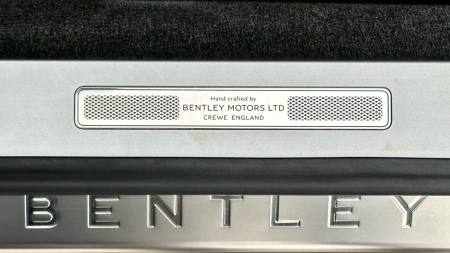 Hand crafted by
BENTLEY MOTORS LTD
CREWE ENGLAND
BENTLEY